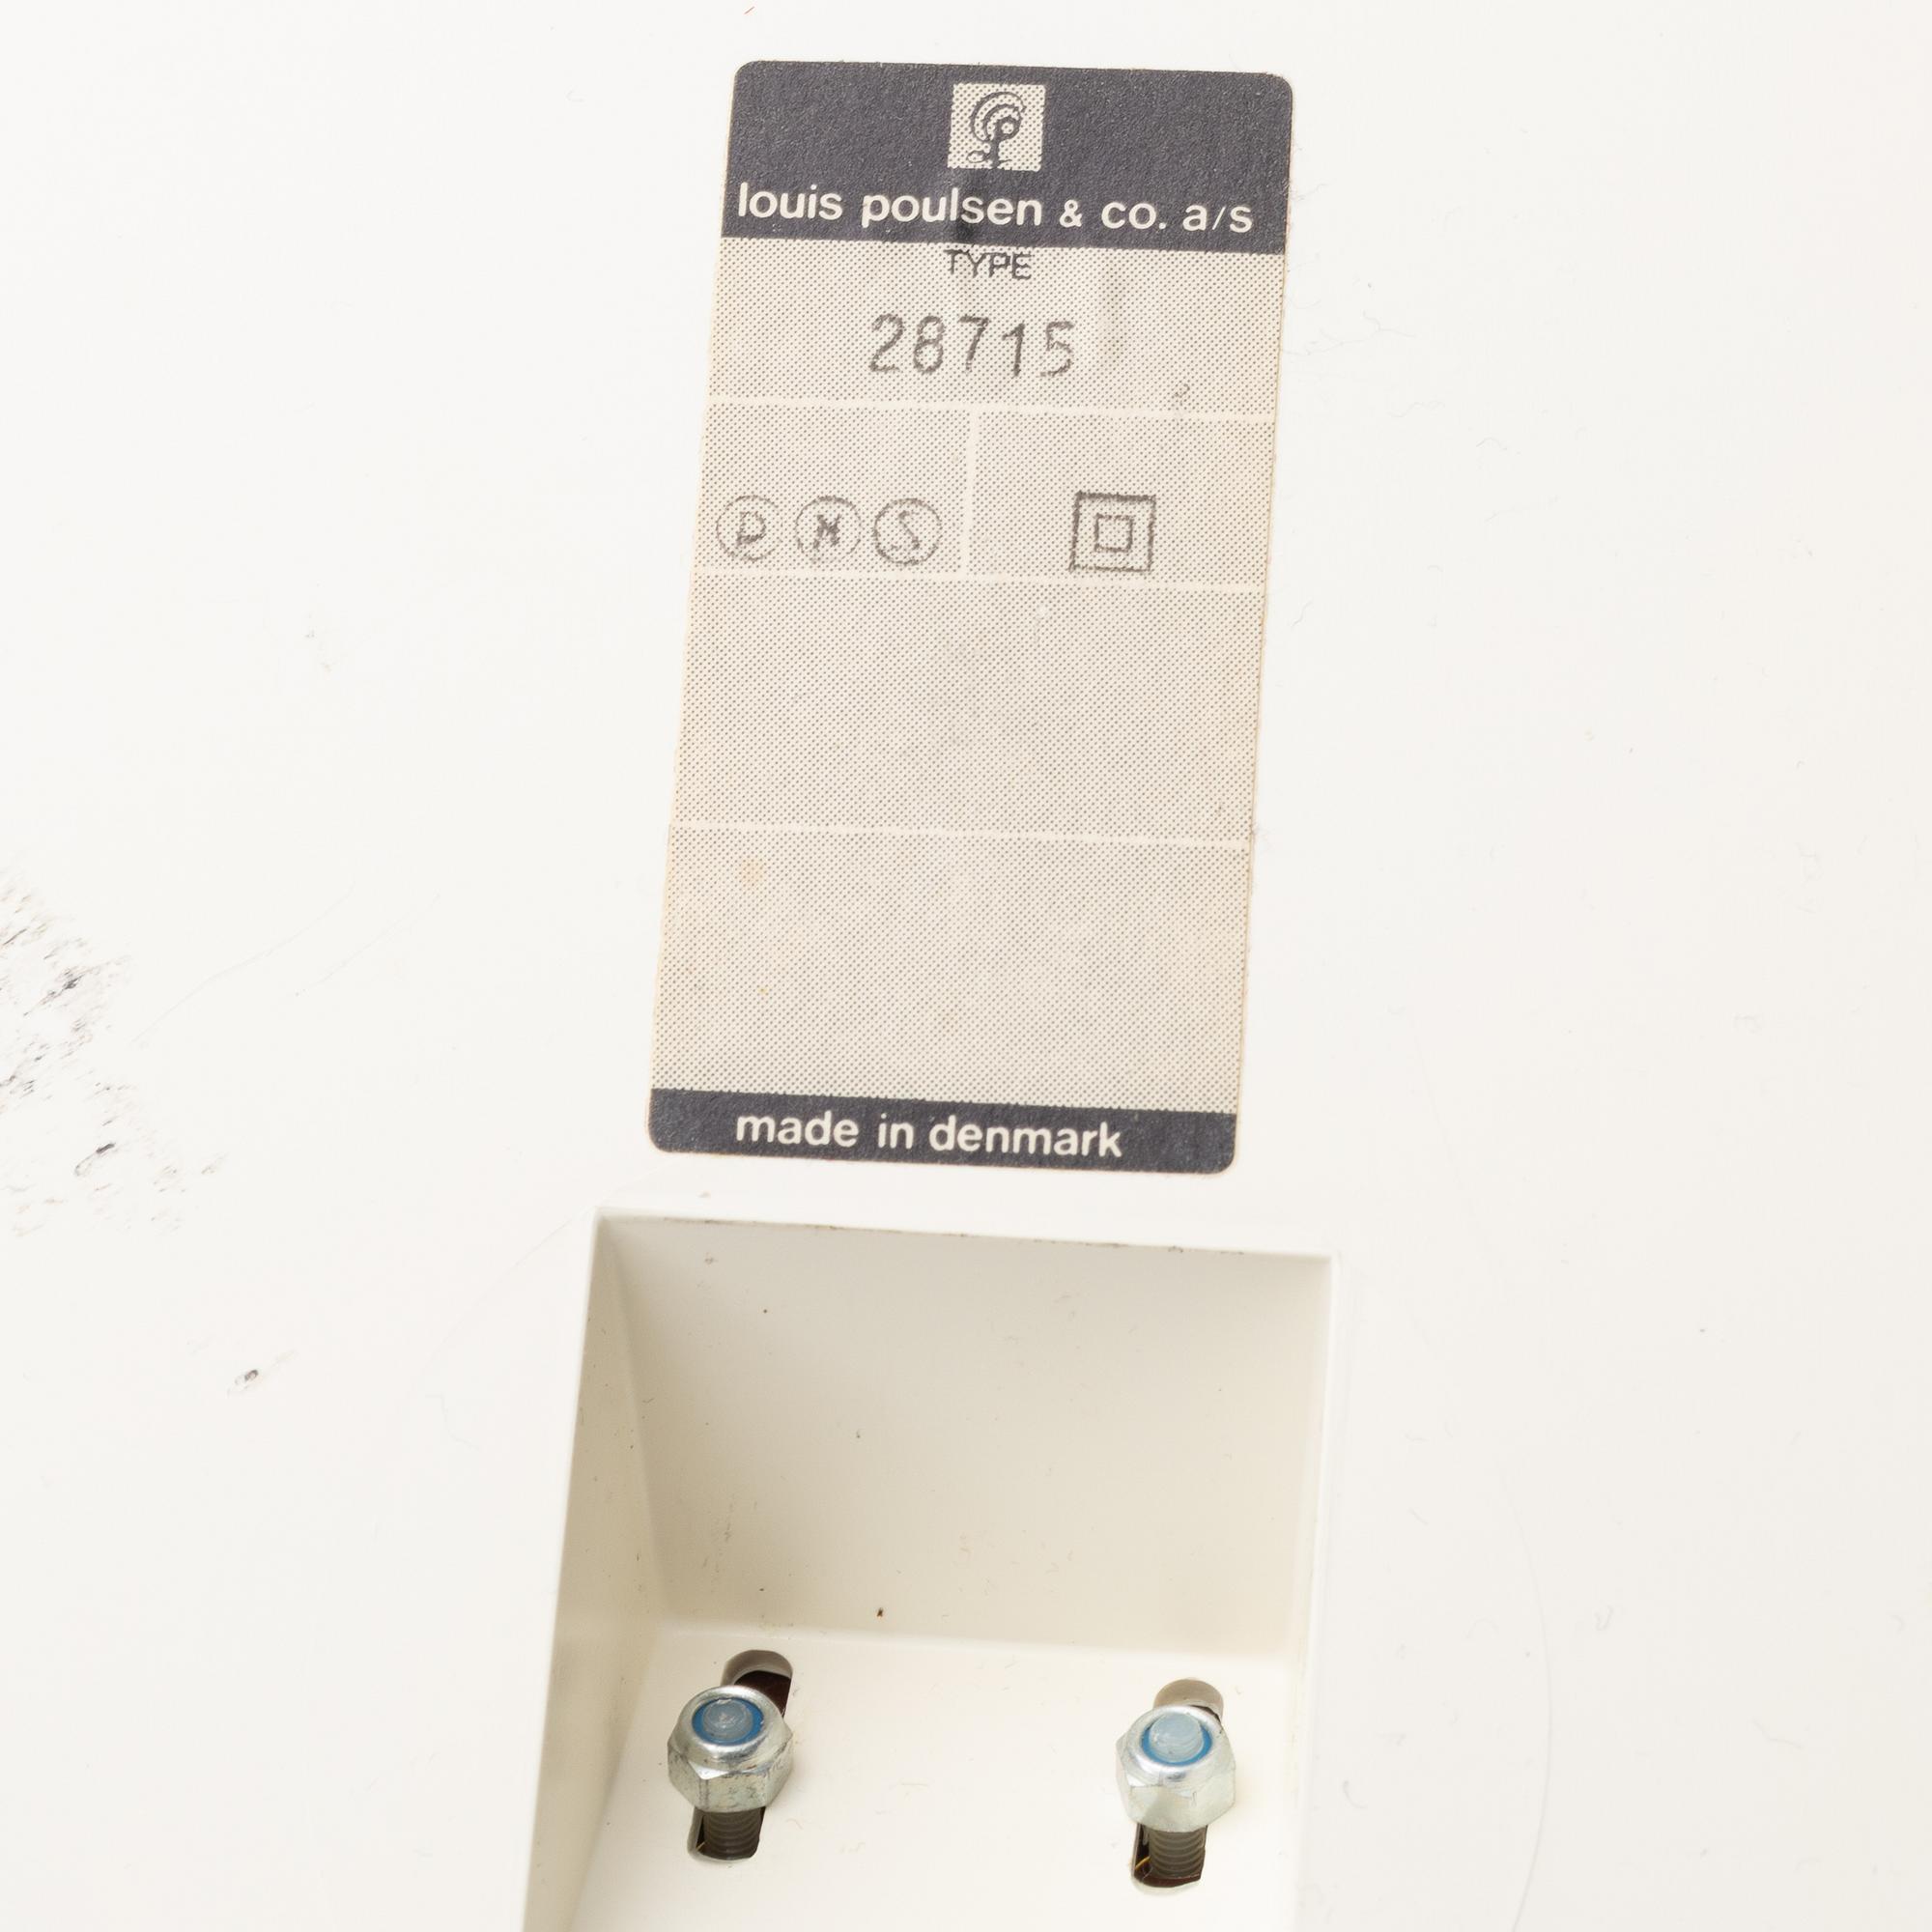 louis poulsen & co. a/s
TYPE
28715
D N S
made in denmark